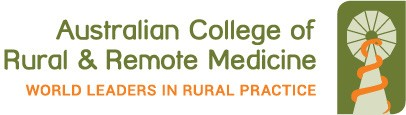 Australian College of
Rural & Remote Medicine
WORLD LEADERS IN RURAL PRACTICE